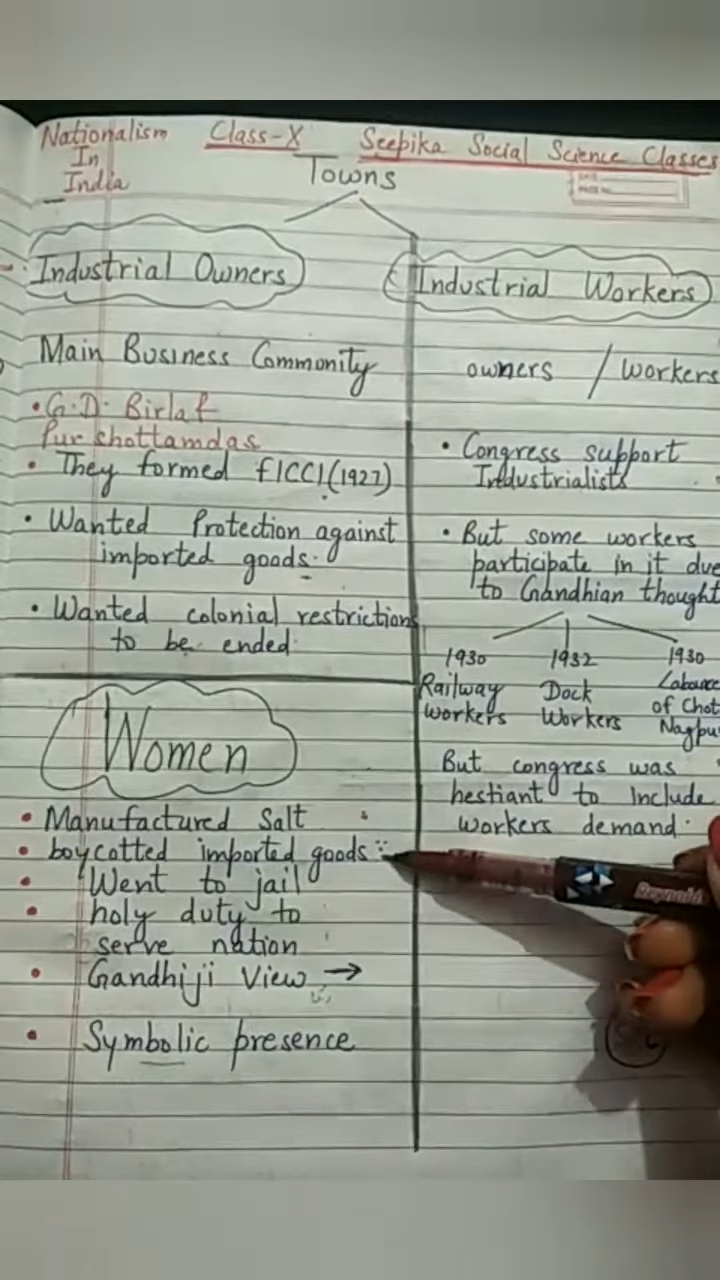 Nationalism In India
Class-X
Seepika Social Science Classes
Towns
Industrial Owners
Main Business Commonity
• G.D. Birla &
Purshottamdas
• They formed FICCI (1927)
• Wanted Protection against
imported goods.
• Wanted colonial restrictions
to be ended.
Industrial Workers
owners / workers
• Congress support
Industrialists
• But some workers
participate in it due
to Gandhian thought
1930
Railway
workers
1932
Dock
Workers
1930
of Chot
Nagpu
But congress was
hestiant to Include
workers demand.
Women
• Manufactured Salt
• boycotted imported goods
• Went to jail
• holy duty to
serve nation
• Gandhiji View →
• Symbolic presence
Reynold